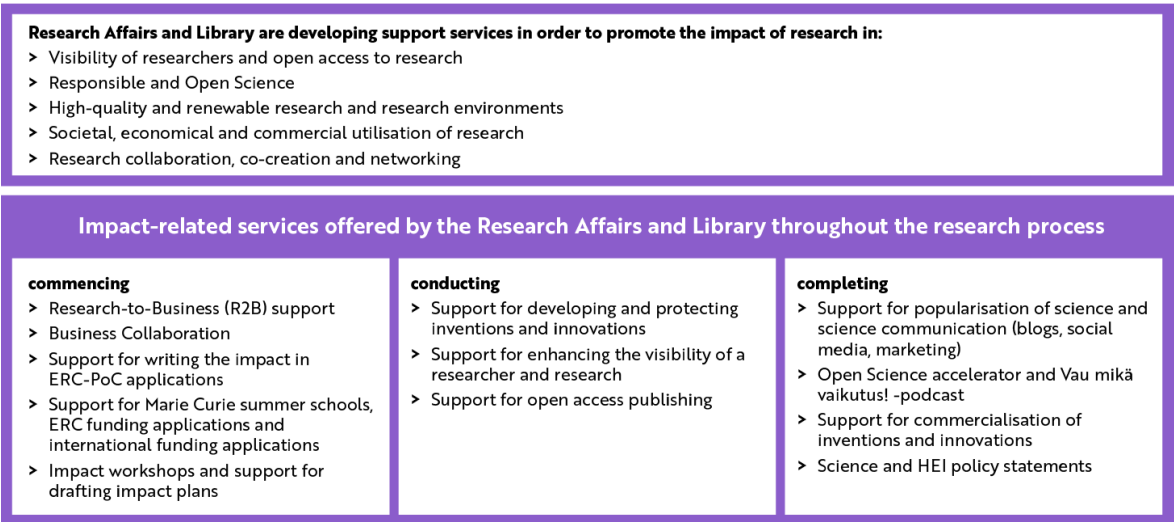 Research Affairs and Library are developing support services in order to promote the impact of research in:
> Visibility of researchers and open access to research
> Responsible and Open Science
> High-quality and renewable research and research environments
> Societal, economical and commercial utilisation of research
> Research collaboration, co-creation and networking
Impact-related services offered by the Research Affairs and Library throughout the research process
commencing
> Research-to-Business (R2B) support
> Business Collaboration
> Support for writing the impact in
ERC-PoC applications
> Support for Marie Curie summer schools,
ERC funding applications and
international funding applications
> Impact workshops and support for
drafting impact plans
conducting
> Support for developing and protecting
inventions and innovations
> Support for enhancing the visibility of a
researcher and research
> Support for open access publishing
completing
> Support for popularisation of science and
science communication (blogs, social
media, marketing)
> Open Science accelerator and Vau mikä
vaikutus! -podcast
> Support for commercialisation of
inventions and innovations
> Science and HEI policy statements